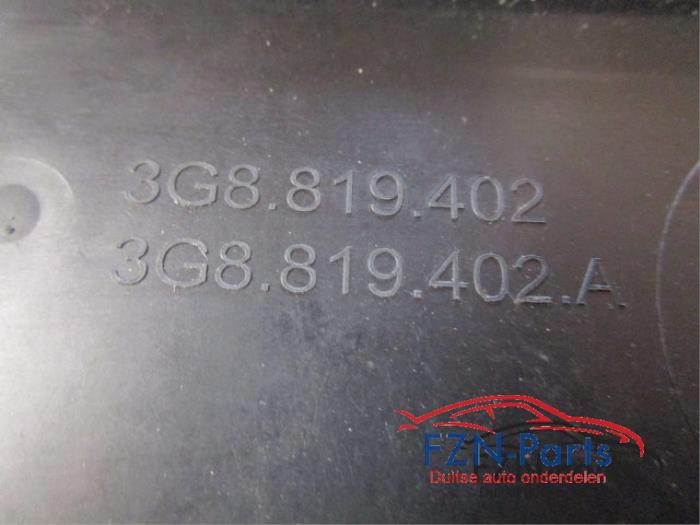 3G8.819.402
3G8.819.402.A
FZN-Parts
Duitse auto onderdelen